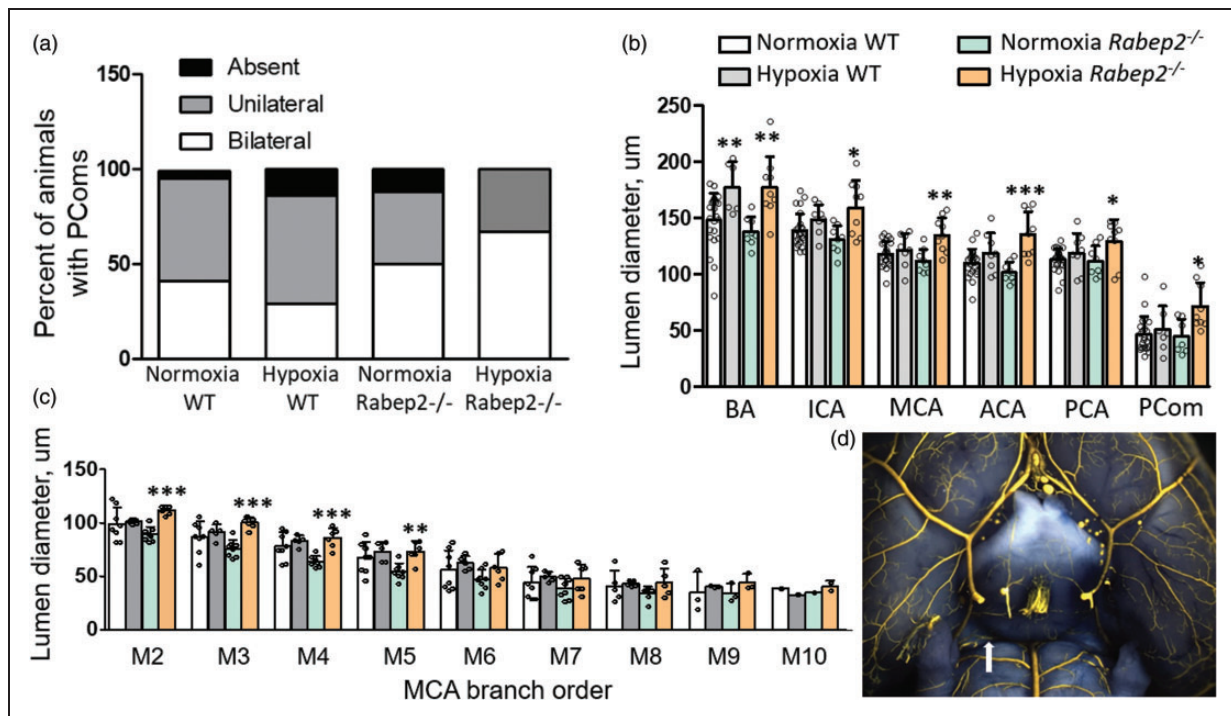 (a)
Absent
Unilateral
Bilateral
Percent of animals
with PComs
150
100
50
0
Normoxia
WT
Hypoxia
WT
Normoxia
Rabep2-/-
Hypoxia
Rabep2-/-
(b)
Normoxia WT
Normoxia Rabep2-/-
Hypoxia WT
Hypoxia Rabep2-/-
Lumen diameter, um
250
200
150
100
50
0
** ** * ** *** * *
BA ICA MCA ACA PCA PCom
(c)
Lumen diameter, um
150
100
50
0
*** *** *** **
M2 M3 M4 M5 M6 M7 M8 M9 M10
MCA branch order
(d)